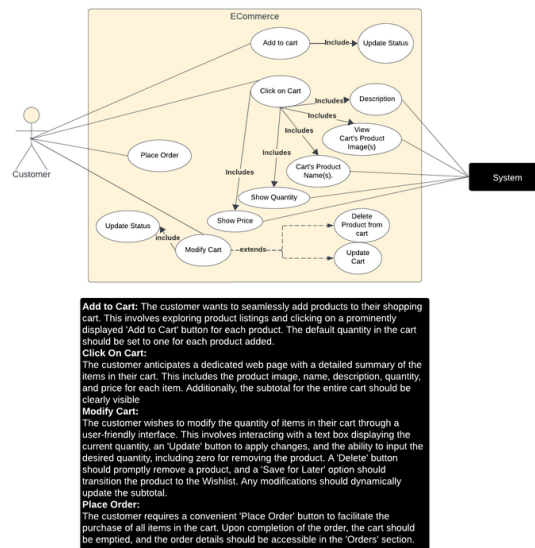 ECommerce
Add to cart
Include
Update Status
Click on Cart
Includes
Description
Includes
View
Cart's Product
Image(s)
Includes
Cart's Product
Name(s).
Includes
Includes
Show Quantity
Show Price
Customer
Place Order
System
Update Status
include
Modify Cart
extends
Delete
Product from
cart
Update
Cart
Add to Cart: The customer wants to seamlessly add products to their shopping
cart. This involves exploring product listings and clicking on a prominently
displayed 'Add to Cart' button for each product. The default quantity in the cart
should be set to one for each product added.
Click On Cart:
The customer anticipates a dedicated web page with a detailed summary of the
items in their cart. This includes the product image, name, description, quantity,
and price for each item. Additionally, the subtotal for the entire cart should be
clearly visible
Modify Cart:
The customer wishes to modify the quantity of items in their cart through a
user-friendly interface. This involves interacting with a text box displaying the
current quantity, an 'Update' button to apply changes, and the ability to input the
desired quantity, including zero for removing the product. A 'Delete' button
should promptly remove a product, and a 'Save for Later' option should
transition the product to the Wishlist. Any modifications should dynamically
update the subtotal.
Place Order:
The customer requires a convenient 'Place Order' button to facilitate the
purchase of all items in the cart. Upon completion of the order, the cart should
be emptied, and the order details should be accessible in the 'Orders' section.